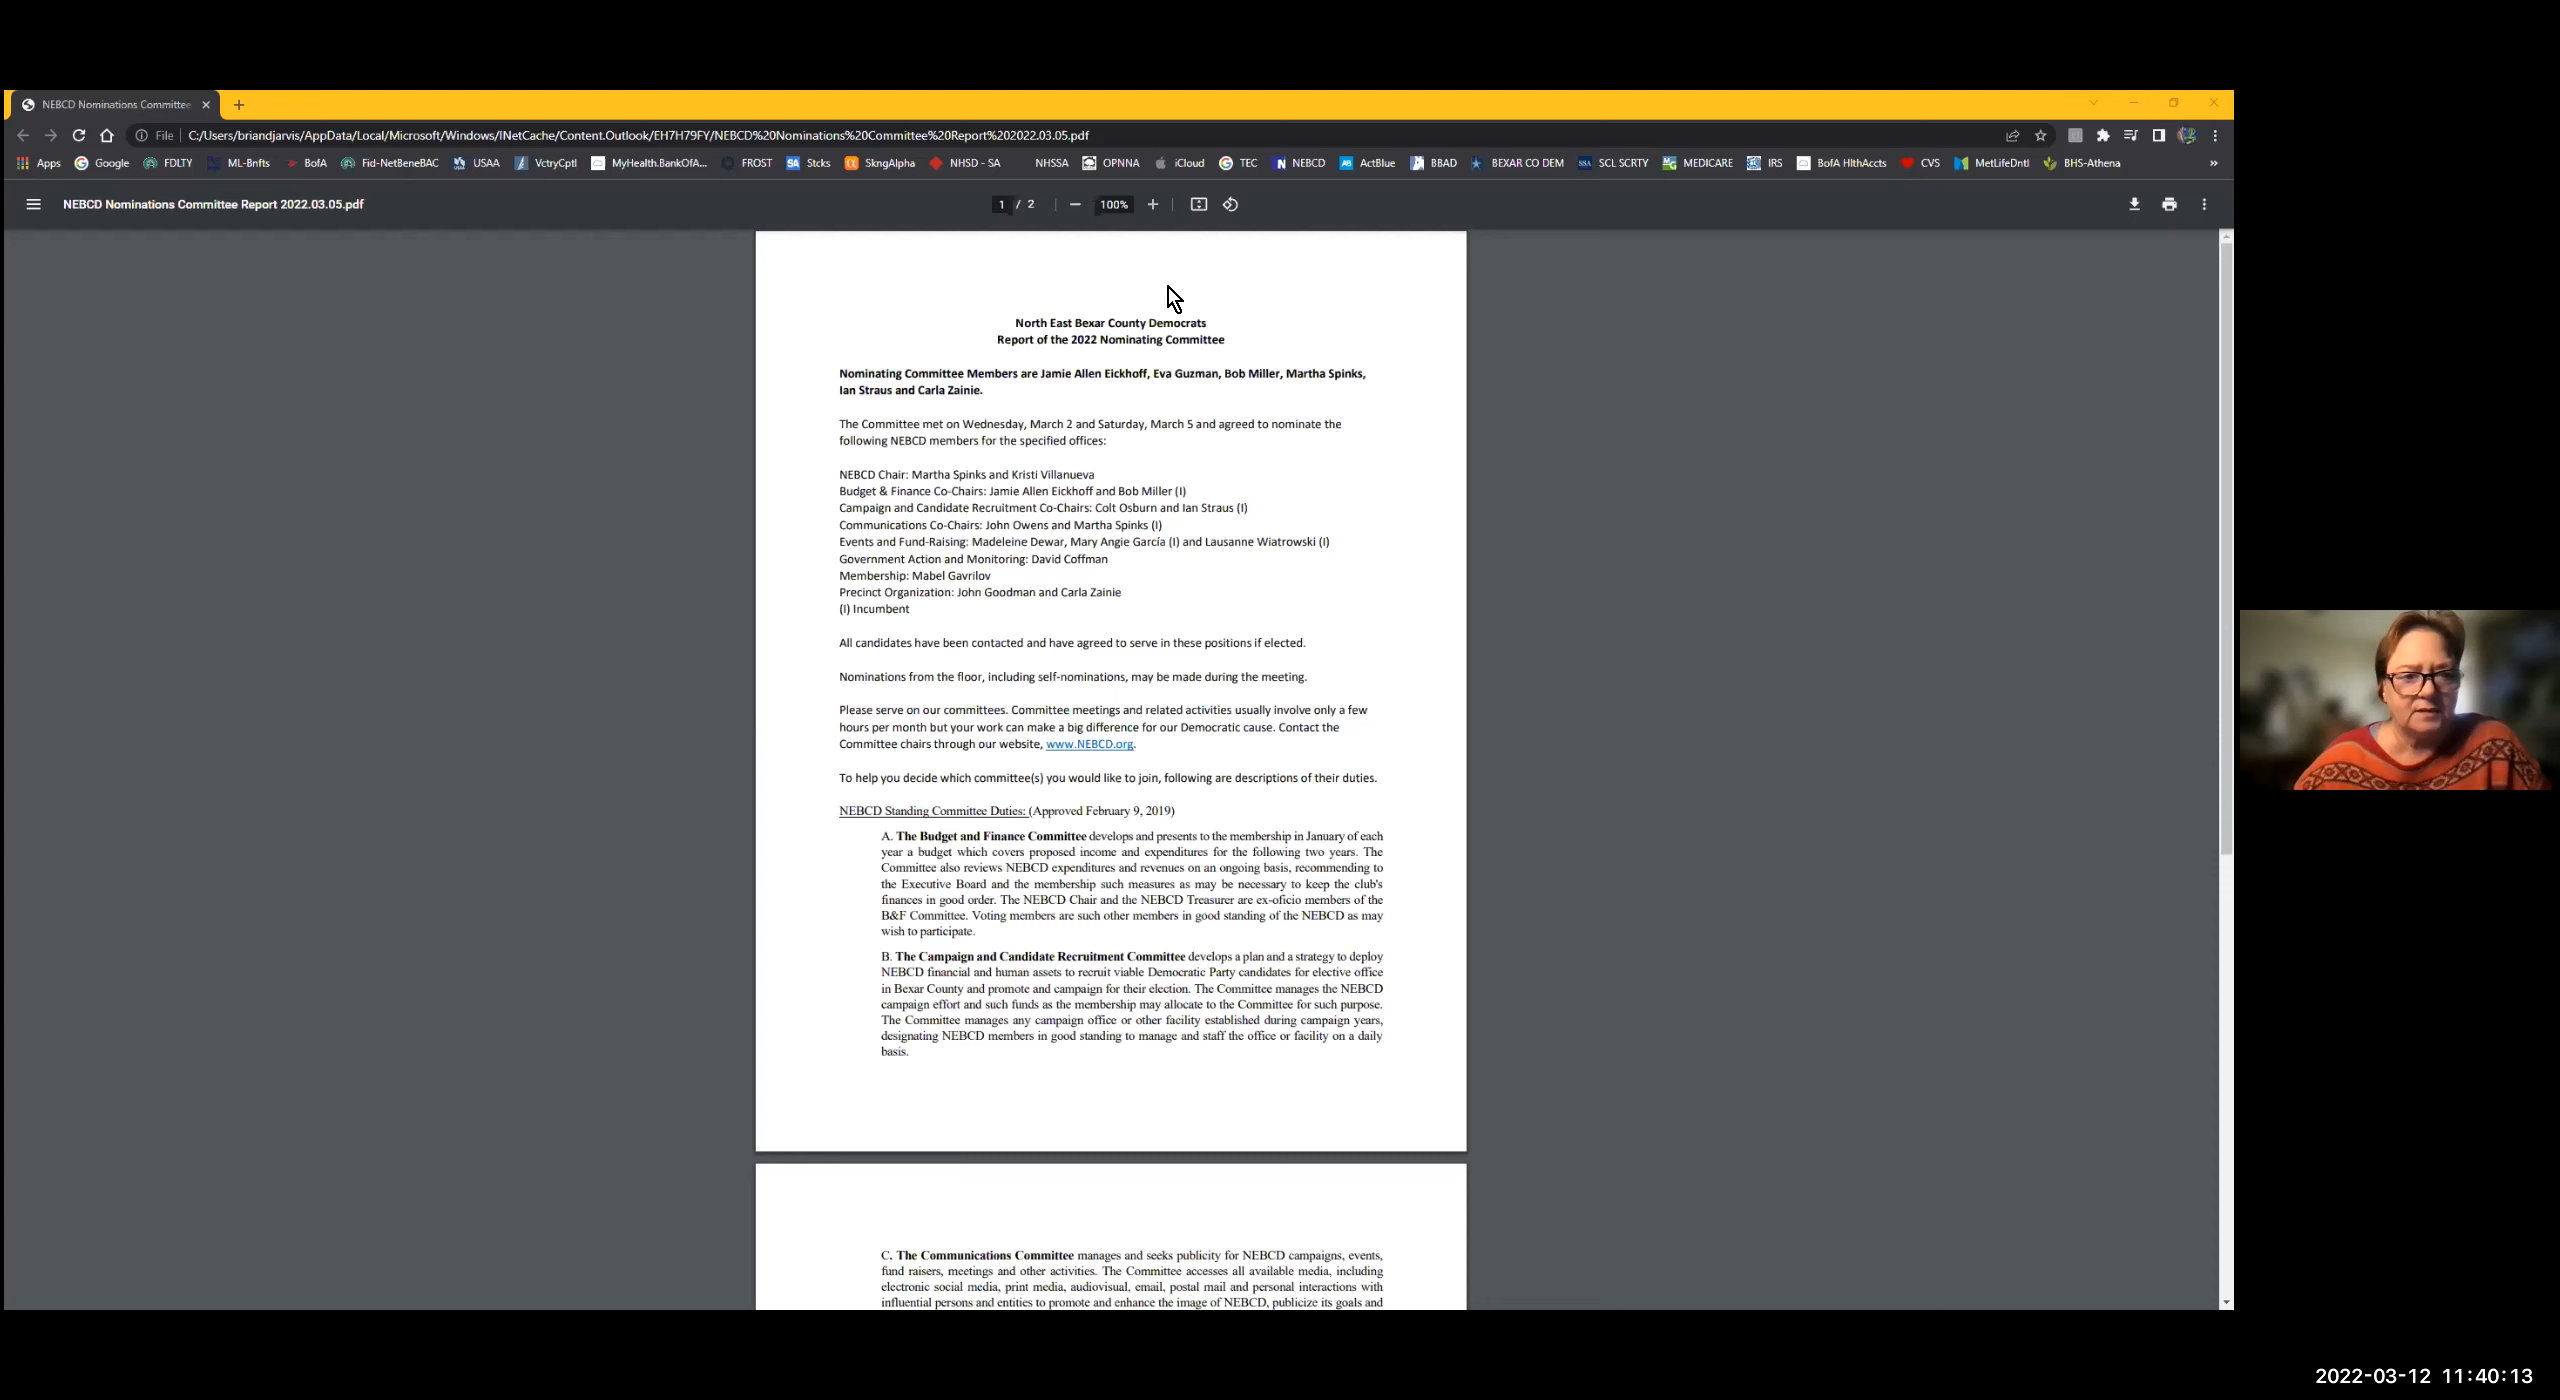 NEBCD Nominations Committee
File
C:/Users/briandjarvis/AppData/Local/Microsoft/Windows/INetCache/Content.Outlook/EH7H79FY/NEBCD%20Nominations%20Committee%20Report%202022.03.05.pdf
Apps Google FDLTY ML-Bnfts BofA Fid-NetBeneBAC USAA VctryCptl MyHealth.BankOfA... FROST SA Stcks SkngAlpha NHSD - SA NHSSA OPNNA iCloud TEC NEBCD AB ActBlue BBAD BEXAR CO DEM SSA SCL SCRTY MEDICARE IRS BofA HlthAccts CVS MetLifeDntl BHS-Athena »
NEBCD Nominations Committee Report 2022.03.05.pdf
1 / 2
100%
North East Bexar County Democrats
Report of the 2022 Nominating Committee
Nominating Committee Members are Jamie Allen Eickhoff, Eva Guzman, Bob Miller, Martha Spinks,
Ian Straus and Carla Zainie.
The Committee met on Wednesday, March 2 and Saturday, March 5 and agreed to nominate the
following NEBCD members for the specified offices:
NEBCD Chair: Martha Spinks and Kristi Villanueva
Budget & Finance Co-Chairs: Jamie Allen Eickhoff and Bob Miller (I)
Campaign and Candidate Recruitment Co-Chairs: Colt Osburn and Ian Straus (I)
Communications Co-Chairs: John Owens and Martha Spinks (I)
Events and Fund-Raising: Madeleine Dewar, Mary Angie García (I) and Lausanne Wiatrowski (I)
Government Action and Monitoring: David Coffman
Membership: Mabel Gavrilov
Precinct Organization: John Goodman and Carla Zainie
(I) Incumbent
All candidates have been contacted and have agreed to serve in these positions if elected.
Nominations from the floor, including self-nominations, may be made during the meeting.
Please serve on our committees. Committee meetings and related activities usually involve only a few
hours per month but your work can make a big difference for our Democratic cause. Contact the
Committee chairs through our website, www.NEBCD.org.
To help you decide which committee(s) you would like to join, following are descriptions of their duties.
NEBCD Standing Committee Duties: (Approved February 9, 2019)
A. The Budget and Finance Committee develops and presents to the membership in January of each
year a budget which covers proposed income and expenditures for the following two years. The
Committee also reviews NEBCD expenditures and revenues on an ongoing basis, recommending to
the Executive Board and the membership such measures as may be necessary to keep the club's
finances in good order. The NEBCD Chair and the NEBCD Treasurer are ex-oficio members of the
B&F Committee. Voting members are such other members in good standing of the NEBCD as may
wish to participate.
B. The Campaign and Candidate Recruitment Committee develops a plan and a strategy to deploy
NEBCD financial and human assets to recruit viable Democratic Party candidates for elective office
in Bexar County and promote and campaign for their election. The Committee manages the NEBCD
campaign effort and such funds as the membership may allocate to the Committee for such purpose.
The Committee manages any campaign office or other facility established during campaign years,
designating NEBCD members in good standing to manage and staff the office or facility on a daily
basis.
C. The Communications Committee manages and seeks publicity for NEBCD campaigns, events,
fund raisers, meetings and other activities. The Committee accesses all available media, including
electronic social media, print media, audiovisual, email, postal mail and personal interactions with
influential persons and entities to promote and enhance the image of NEBCD, publicize its goals and
2022-03-12 11:40:13